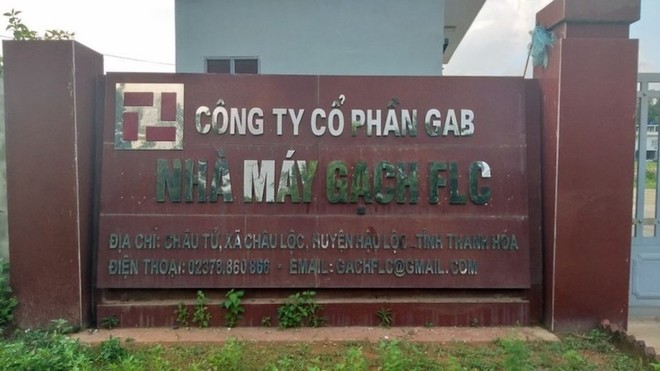 CÔNG TY CỔ PHẦN GAB
NHÀ MÁY GẠCH FLC
ĐỊA CHỈ: CHÂU TỬ, XÃ CHÂU LỘC, HUYỆN HẬU LỘC, TỈNH THANH HÓA
ĐIỆN THOẠI: 02378 860 866 - EMAIL: GACHFLC@GMAIL.COM